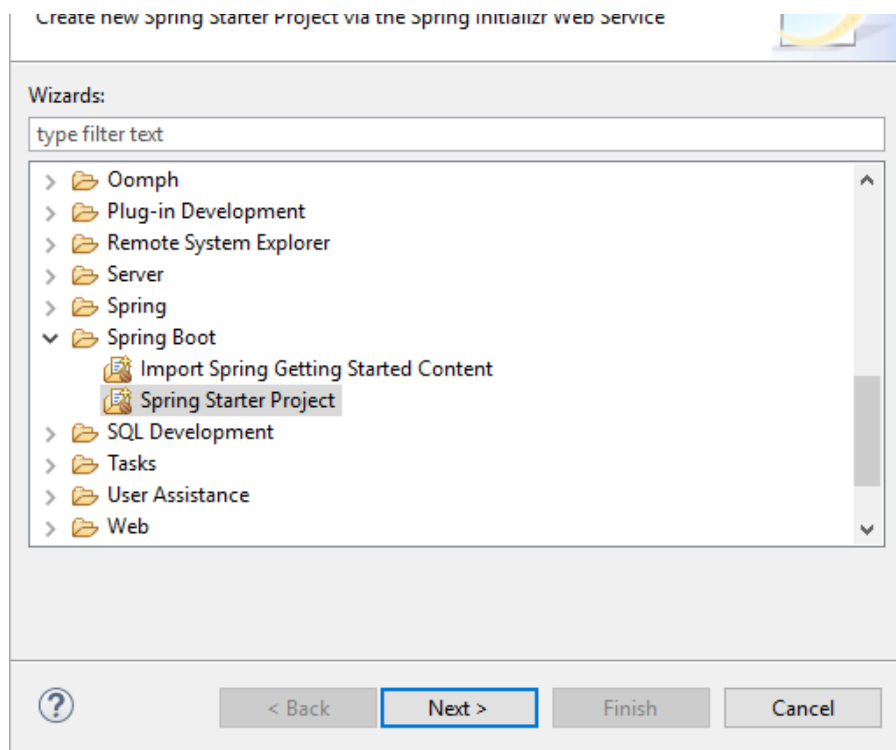 Create new Spring Starter Project via the Spring Initializr Web Service
Wizards:
type filter text
Oomph
Plug-in Development
Remote System Explorer
Server
Spring
Spring Boot
Import Spring Getting Started Content
Spring Starter Project
SQL Development
Tasks
User Assistance
Web
? < Back Next > Finish Cancel